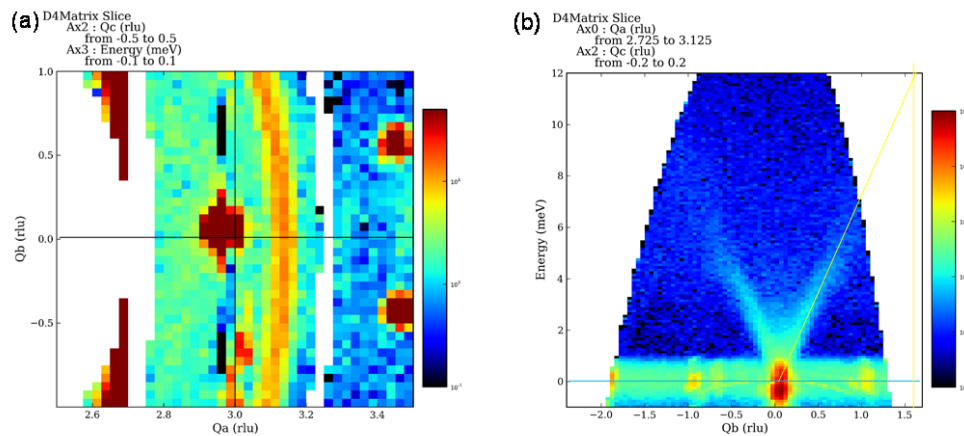 (a)
D4Matrix Slice
Ax2 : Qc (rlu)
from -0.5 to 0.5
Ax3 : Energy (meV)
from -0.1 to 0.1
1.0
0.5
0.0
−0.5
Qb (rlu)
2.6
2.8
3.0
3.2
3.4
Qa (rlu)
(b)
D4Matrix Slice
Ax0 : Qa (rlu)
from 2.725 to 3.125
Ax2 : Qc (rlu)
from -0.2 to 0.2
12
10
8
6
4
2
0
Energy (meV)
−2.0
−1.5
−1.0
−0.5
0.0
0.5
1.0
1.5
Qb (rlu)